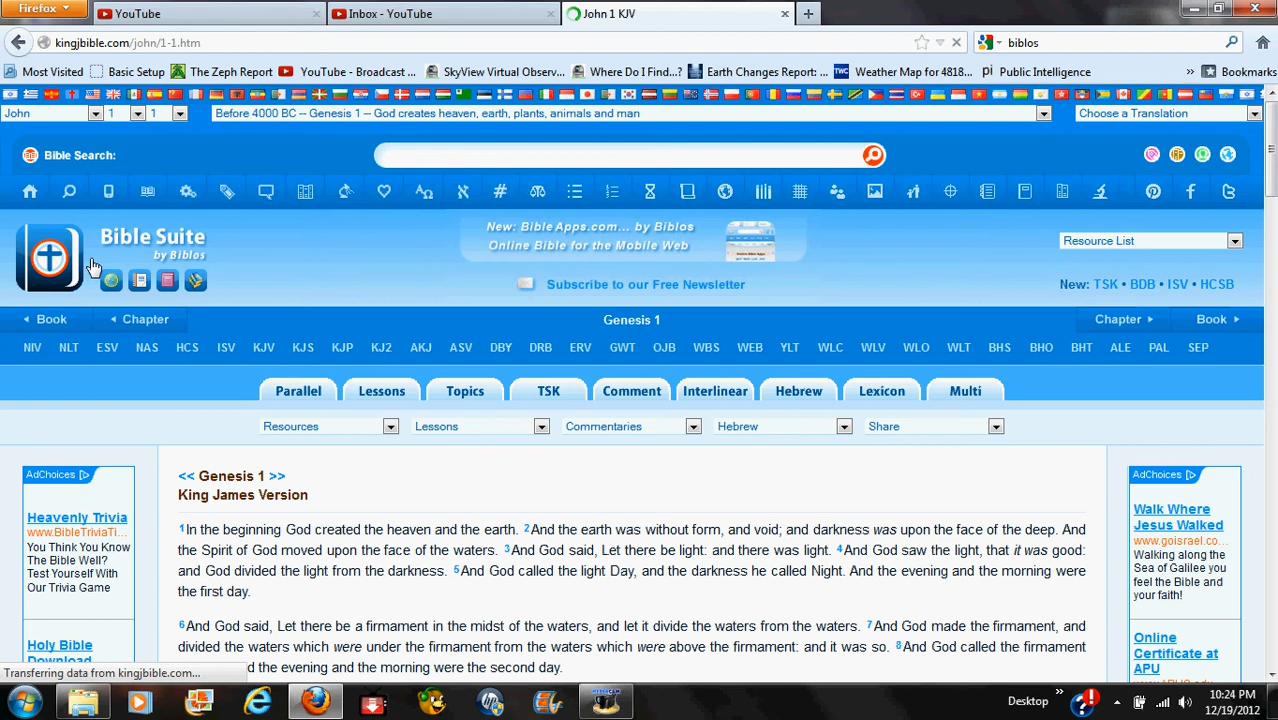 Firefox
YouTube
Inbox - YouTube
John 1 KJV
kingjbible.com/john/1-1.htm
biblos
Most Visited
Basic Setup
The Zeph Report
YouTube - Broadcast ...
SkyView Virtual Observ...
Where Do I Find...?
Earth Changes Report: ...
Weather Map for 4818...
Public Intelligence
Bookmarks
John
1
1
Before 4000 BC -- Genesis 1 -- God creates heaven, earth, plants, animals and man
Choose a Translation
Bible Search:
Bible Suite
by Biblos
New: Bible Apps.com... by Biblos
Online Bible for the Mobile Web
Resource List
Subscribe to our Free Newsletter
New: TSK • BDB • ISV • HCSB
Book
Chapter
Genesis 1
Chapter
Book
NIV NLT ESV NAS HCS ISV KJV KJS KJP KJ2 AKJ ASV DBY DRB ERV GWT OJB WBS WEB YLT WLC WLV WLO WLT BHS BHO BHT ALE PAL SEP
Parallel Lessons Topics TSK Comment Interlinear Hebrew Lexicon Multi
Resources Lessons Commentaries Hebrew Share
AdChoices
Heavenly Trivia
www.BibleTriviaTi...
You Think You Know
The Bible Well?
Test Yourself With
Our Trivia Game
Holy Bible
Download
<< Genesis 1 >>
King James Version
1In the beginning God created the heaven and the earth. 2And the earth was without form, and void; and darkness was upon the face of the deep. And
the Spirit of God moved upon the face of the waters. 3And God said, Let there be light: and there was light. 4And God saw the light, that it was good:
and God divided the light from the darkness. 5And God called the light Day, and the darkness he called Night. And the evening and the morning were
the first day.
6And God said, Let there be a firmament in the midst of the waters, and let it divide the waters from the waters. 7And God made the firmament, and
divided the waters which were under the firmament from the waters which were above the firmament: and it was so. 8And God called the firmament
d the evening and the morning were the second day.
AdChoices
Walk Where
Jesus Walked
www.goisrael.co...
Walking along the
Sea of Galilee you
feel the Bible and
your faith!
Online
Certificate at
APU
Transferring data from kingjbible.com...
Desktop
10:24 PM
12/19/2012